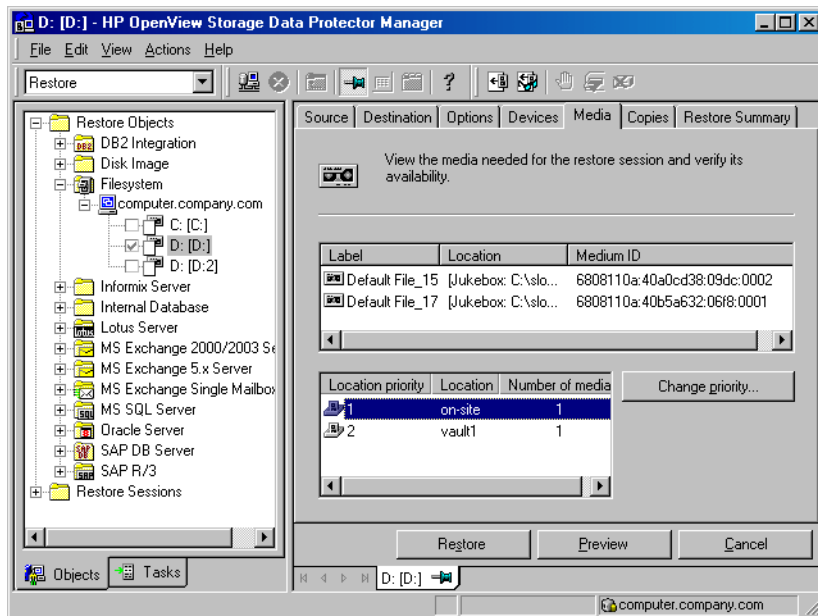 D: [D:] - HP OpenView Storage Data Protector Manager
File Edit View Actions Help
Restore
Restore Objects
DB2 Integration
Disk Image
Filesystem
computer.company.com
C: [C:]
D: [D:]
D: [D:2]
Informix Server
Internal Database
Lotus Server
MS Exchange 2000/2003 Se
MS Exchange 5.x Server
MS Exchange Single Mailbo
MS SQL Server
Oracle Server
SAP DB Server
SAP R/3
Restore Sessions
Objects Tasks
Source Destination Options Devices Media Copies Restore Summary
View the media needed for the restore session and verify its
availability.
Label Location Medium ID
Default File_15 [Jukebox: C:\slo... 6808110a:40a0cd38:09dc:0002
Default File_17 [Jukebox: C:\slo... 6808110a:40b5a632:06f8:0001
Location priority Location Number of media
1 on-site 1
2 vault1 1
Change priority...
Restore Preview Cancel
D: [D:]
computer.company.com